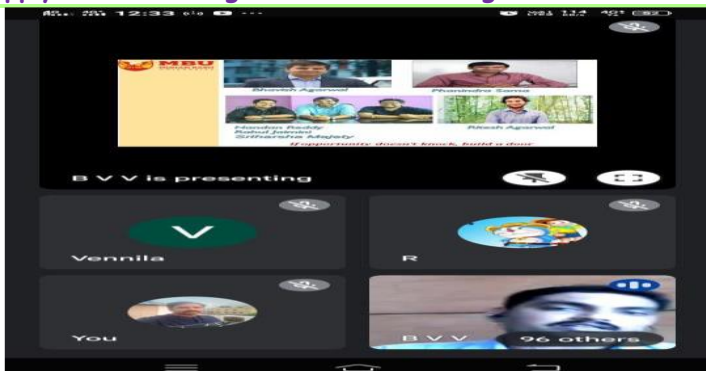 12:33
MBU
Bhavish Agarwal
Phanindra Sama
Nandan Reddy
Rahul Jaimini
Sriharsha Majety
Ritesh Agarwal
If opportunity doesn't knock, build a door
B V V is presenting
V
Vennila
R
You
B V V
96 others